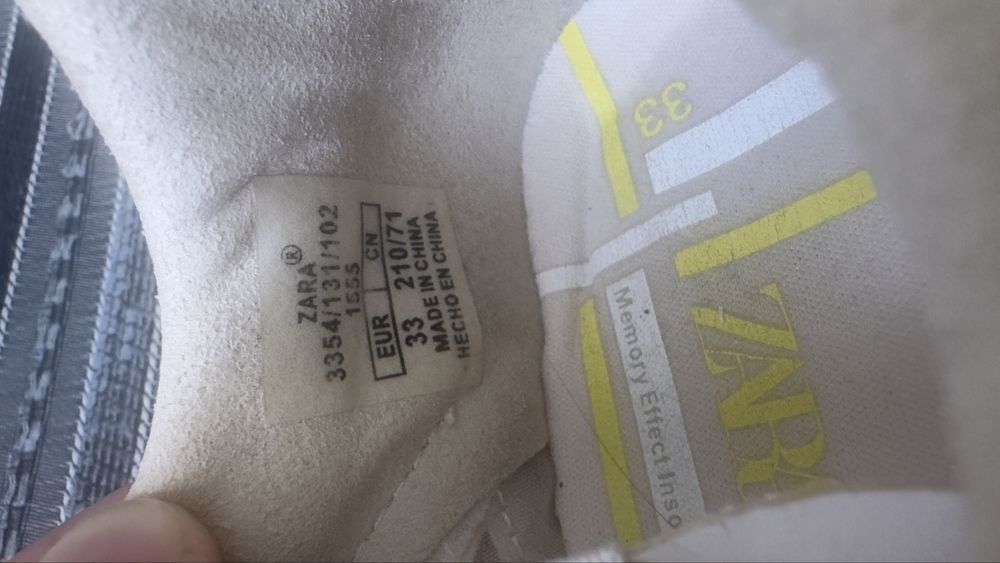 ZARA®
3354/131/102
EUR CN
33 210/71
MADE IN CHINA
HECHO EN CHINA
33
Memory Effect Inso
ZARA